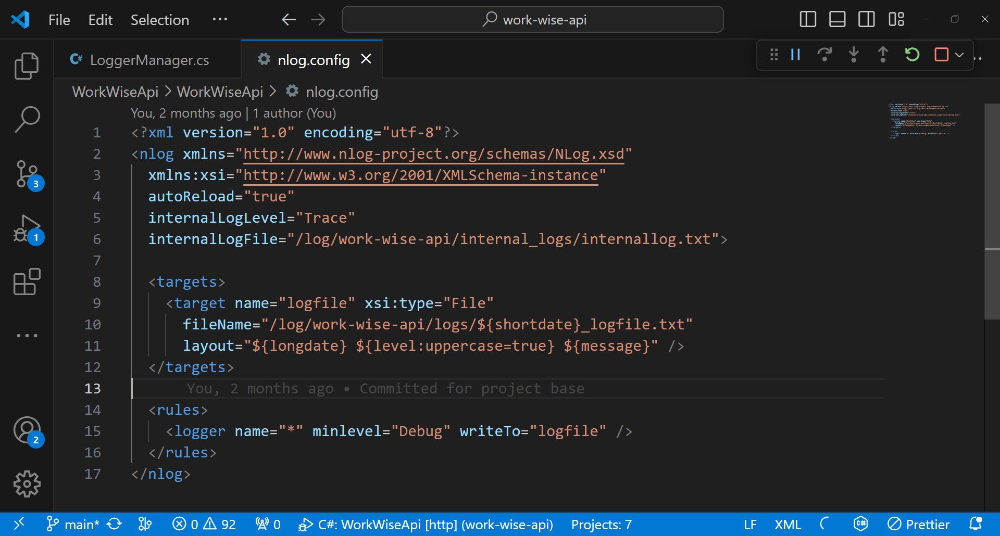 File Edit Selection ··· work-wise-api
LoggerManager.cs nlog.config
WorkWiseApi > WorkWiseApi > nlog.config
You, 2 months ago | 1 author (You)
1 <?xml version="1.0" encoding="utf-8"?>
2 <nlog xmlns="http://www.nlog-project.org/schemas/NLog.xsd"
3 xmlns:xsi="http://www.w3.org/2001/XMLSchema-instance"
4 autoReload="true"
5 internalLogLevel="Trace"
6 internalLogFile="/log/work-wise-api/internal_logs/internallog.txt">
7
8 <targets>
9 <target name="logfile" xsi:type="File"
10 fileName="/log/work-wise-api/logs/${shortdate}_logfile.txt"
11 layout="${longdate} ${level:uppercase=true} ${message}" />
12 </targets>
13 You, 2 months ago • Committed for project base
14 <rules>
15 <logger name="*" minlevel="Debug" writeTo="logfile" />
16 </rules>
17 </nlog>
3
1
2
main* 0 92 0 C#: WorkWiseApi [http] (work-wise-api) Projects: 7 LF XML Prettier